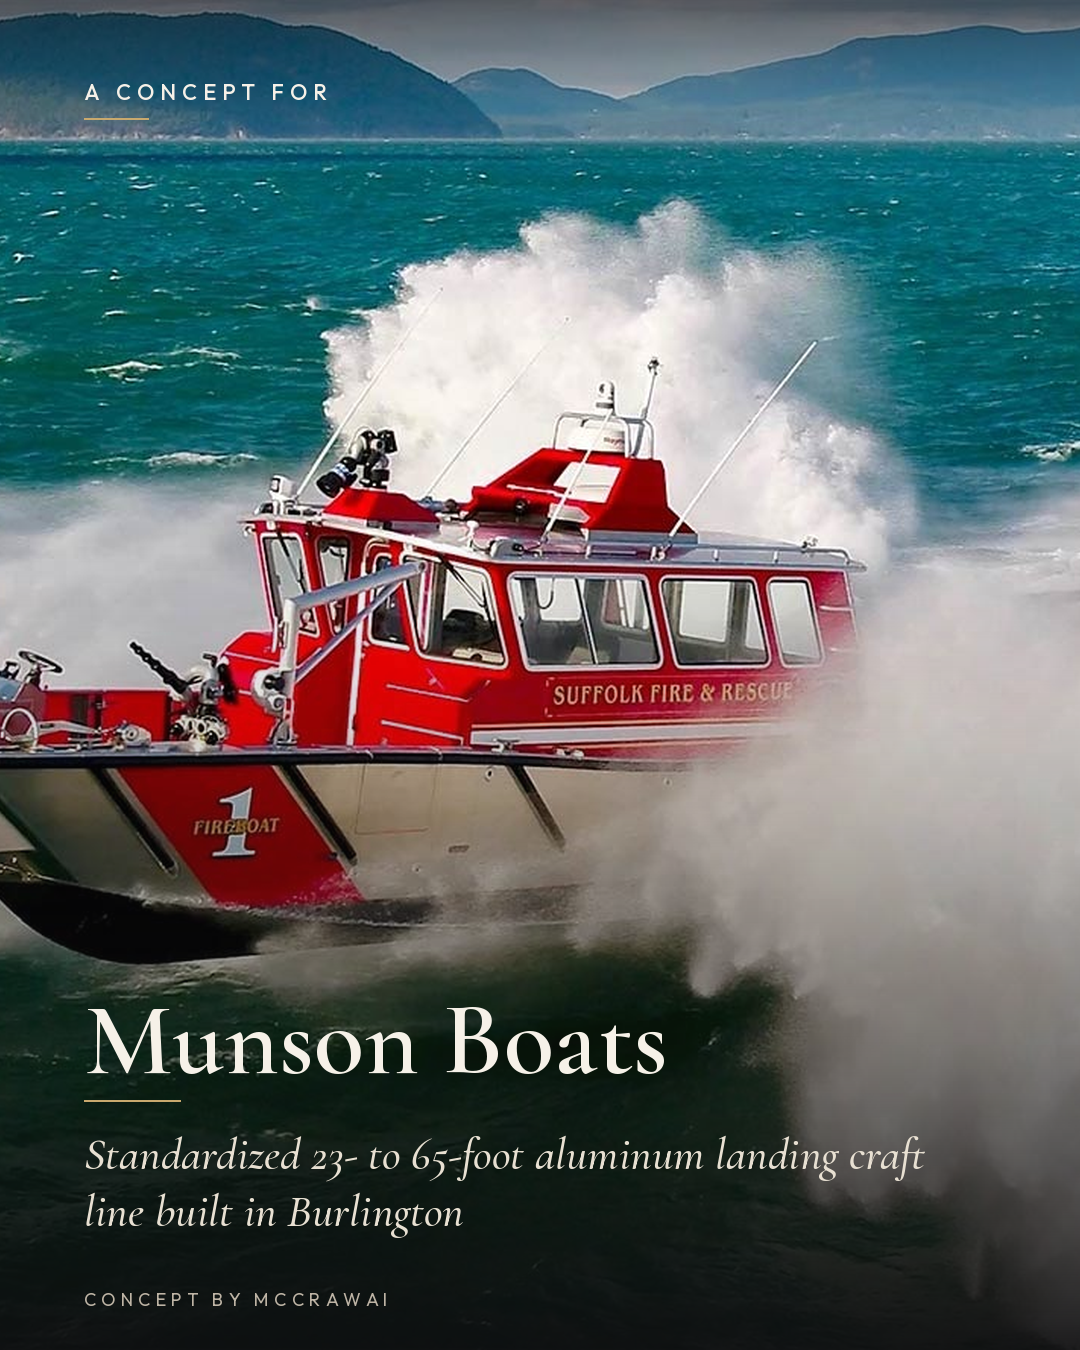 A CONCEPT FOR
SUFFOLK FIRE & RESCUE
1
FIREBOAT
Munson Boats
Standardized 23- to 65-foot aluminum landing craft
line built in Burlington
CONCEPT BY MCCRAWAI